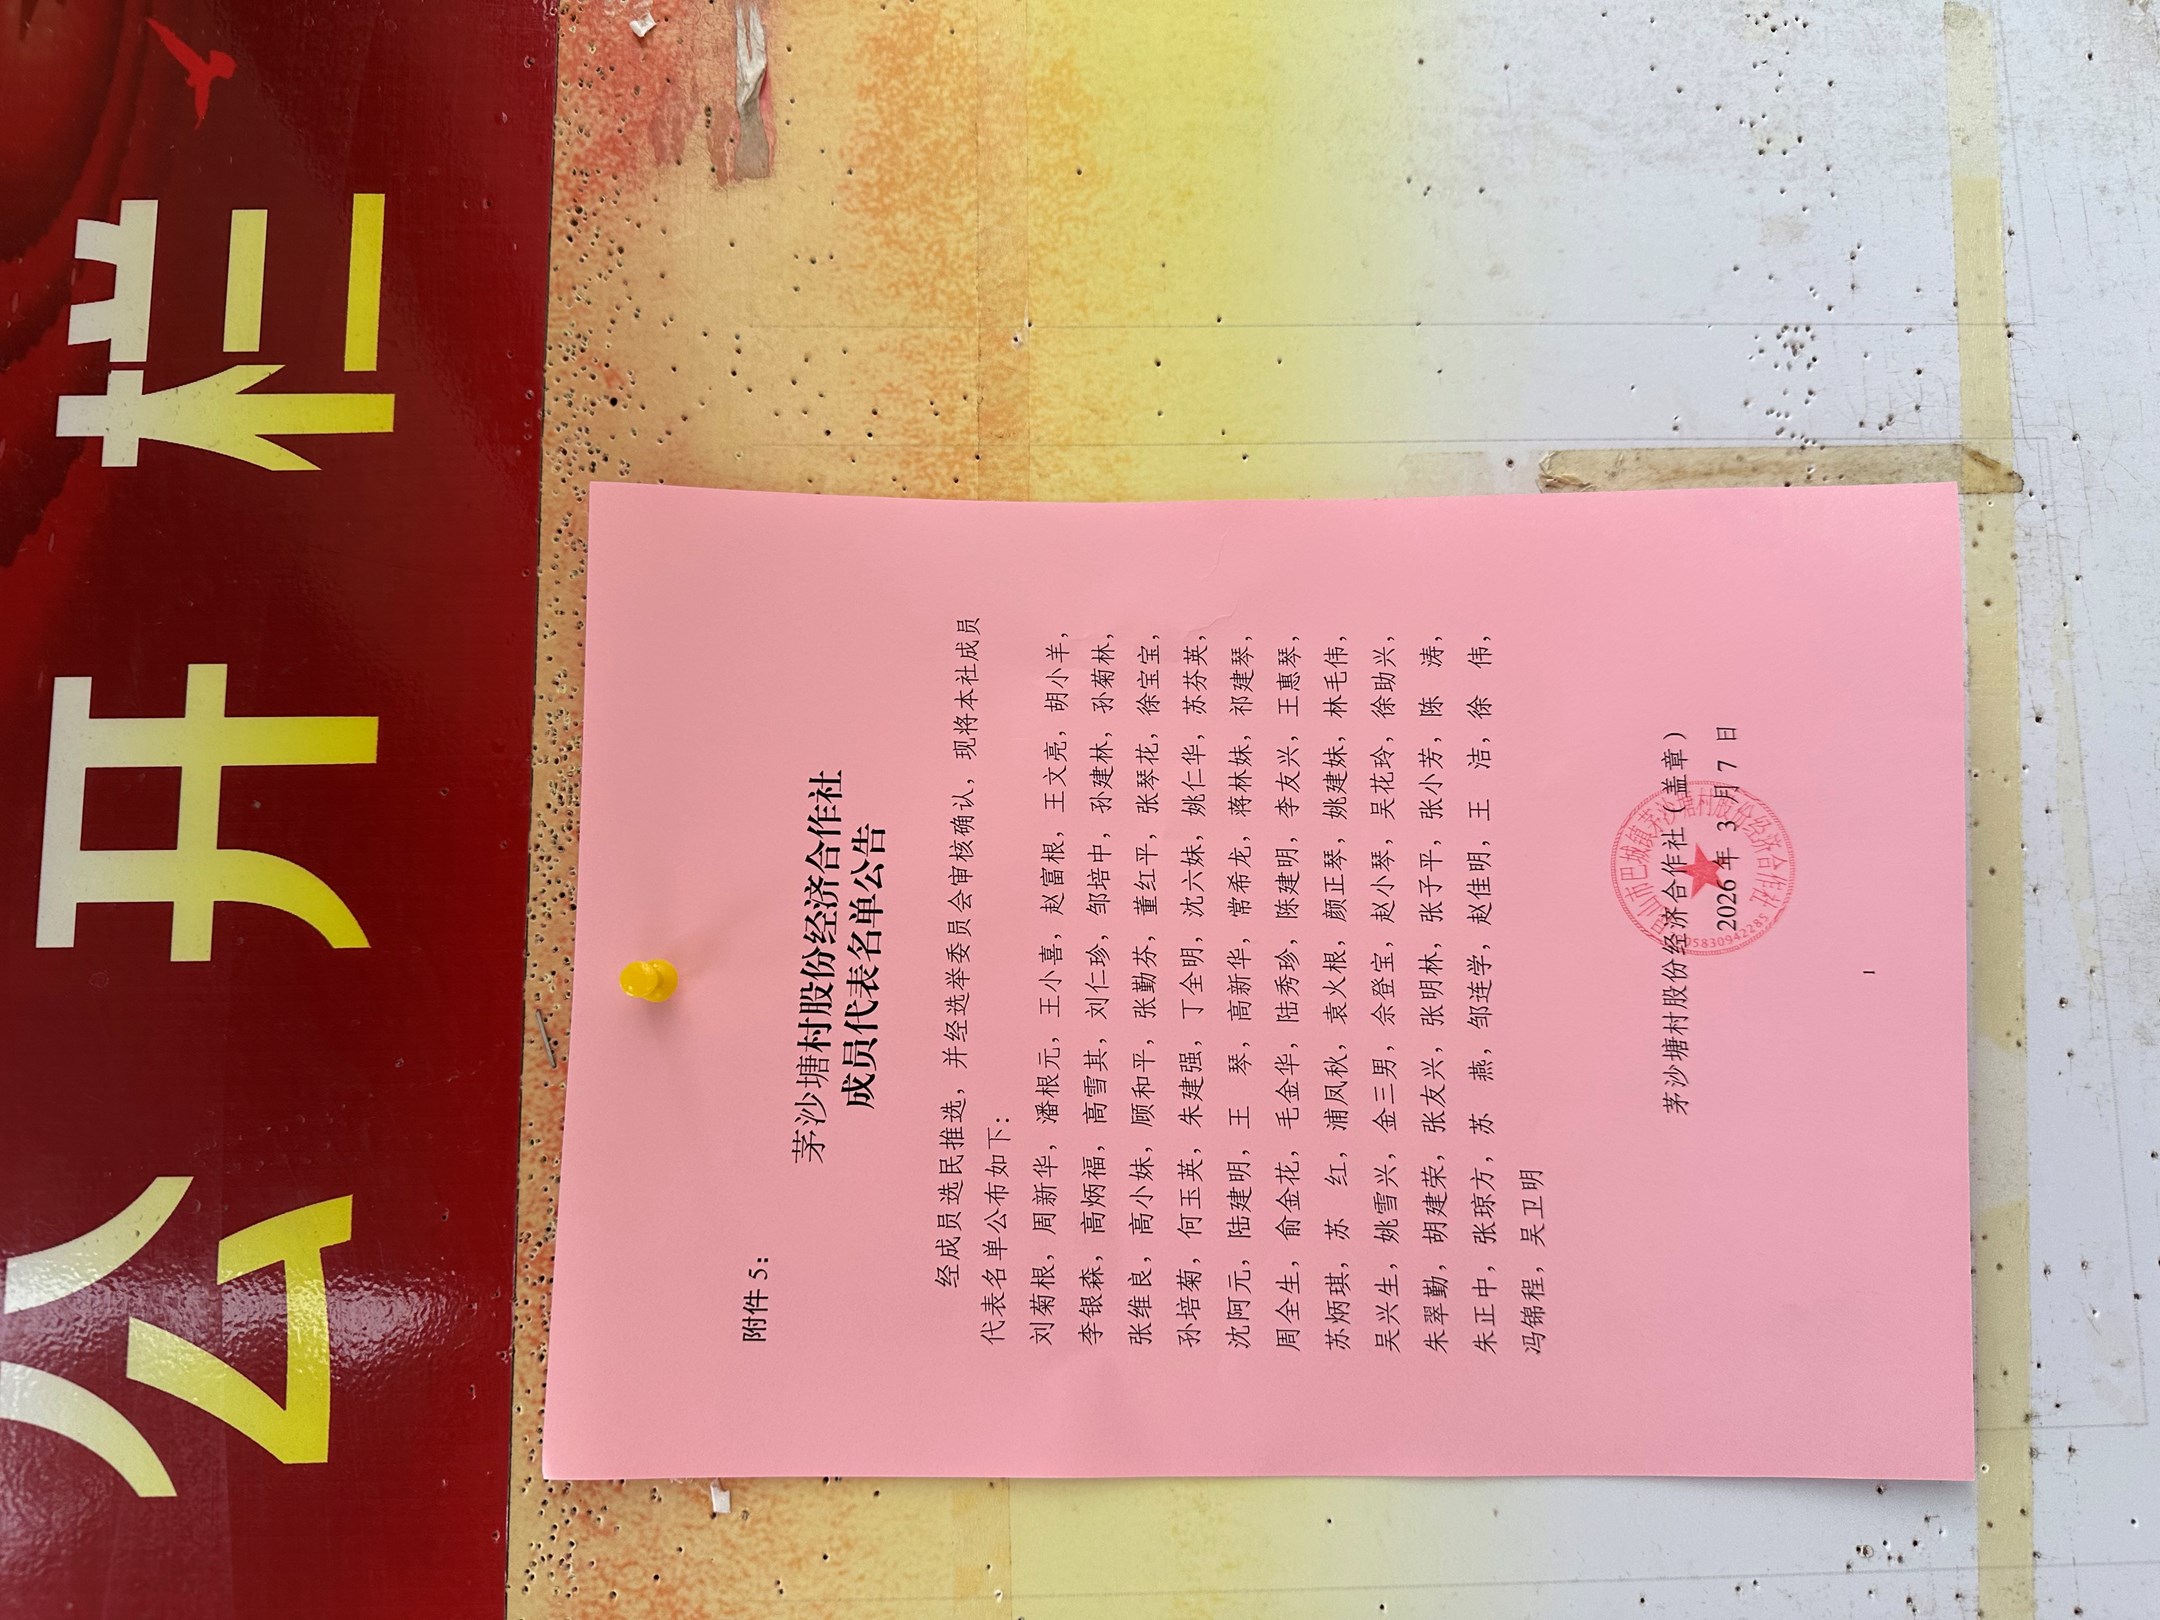 公开栏
附件 5：
茅沙塘村股份经济合作社
成员代表名单公告
经成员选民推选，并经选举委员会审核确认，现将本社成员
代表名单公布如下：
刘菊根，周新华，潘根元，王小喜，赵富根，王文亮，胡小羊，
李银森，高炳福，高雪其，刘仁珍，邹培中，孙建林，孙菊林，
张维良，高小妹，顾和平，张勤芬，董红平，张琴花，徐宝宝，
孙培菊，何玉英，朱建强，丁全明，沈六妹，姚仁华，苏芬英，
沈阿元，陆建明，王　琴，高新华，常希龙，蒋林妹，祁建琴，
周全生，俞金花，毛金华，陆秀珍，陈建明，李友兴，王惠琴，
苏炳琪，苏　红，浦凤秋，袁火根，颜正琴，姚建妹，林毛伟，
吴兴生，姚雪兴，金三男，佘登宝，赵小琴，吴花玲，徐助兴，
朱翠勤，胡建荣，张友兴，张明林，张子平，张小芳，陈　涛，
朱正中，张琼方，苏　燕，邹连学，赵佳明，王　洁，徐　伟，
冯锦程，吴卫明
茅沙塘村股份经济合作社（盖章）
2026年 3 月 7 日
1